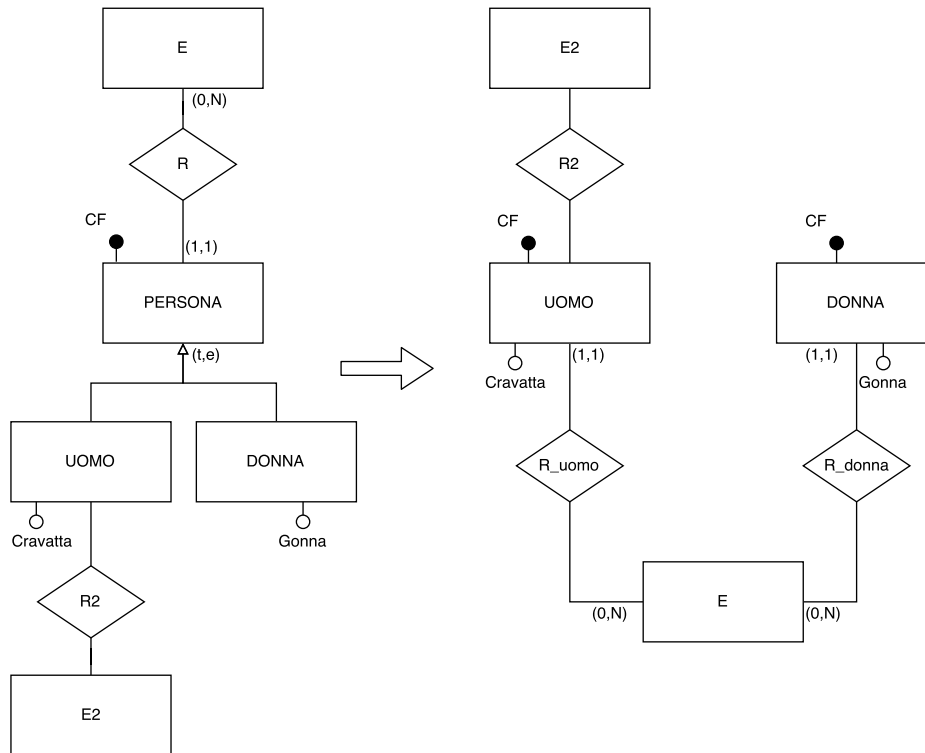 E
(0,N)
R
CF
(1,1)
PERSONA
(t,e)
UOMO
DONNA
Cravatta
Gonna
R2
E2
E2
R2
CF
CF
UOMO
DONNA
(1,1)
(1,1)
Cravatta
Gonna
R_uomo
R_donna
E
(0,N)
(0,N)